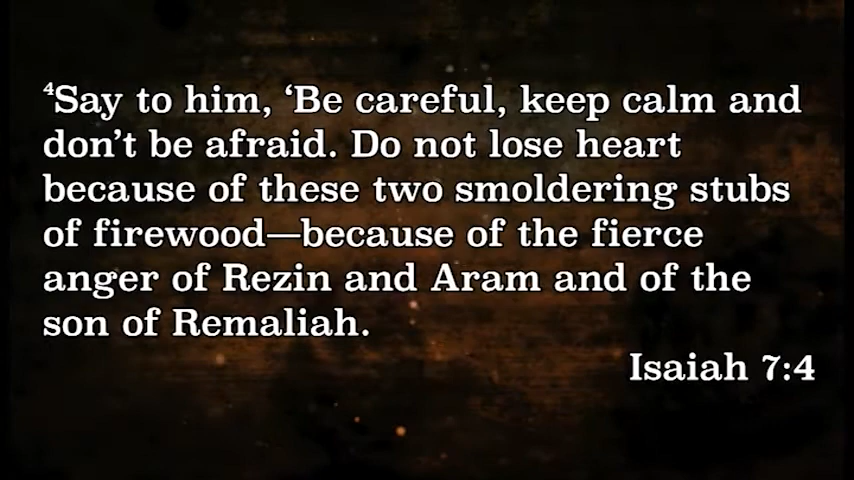 ⁴Say to him, ‘Be careful, keep calm and
don’t be afraid. Do not lose heart
because of these two smoldering stubs
of firewood—because of the fierce
anger of Rezin and Aram and of the
son of Remaliah.
Isaiah 7:4